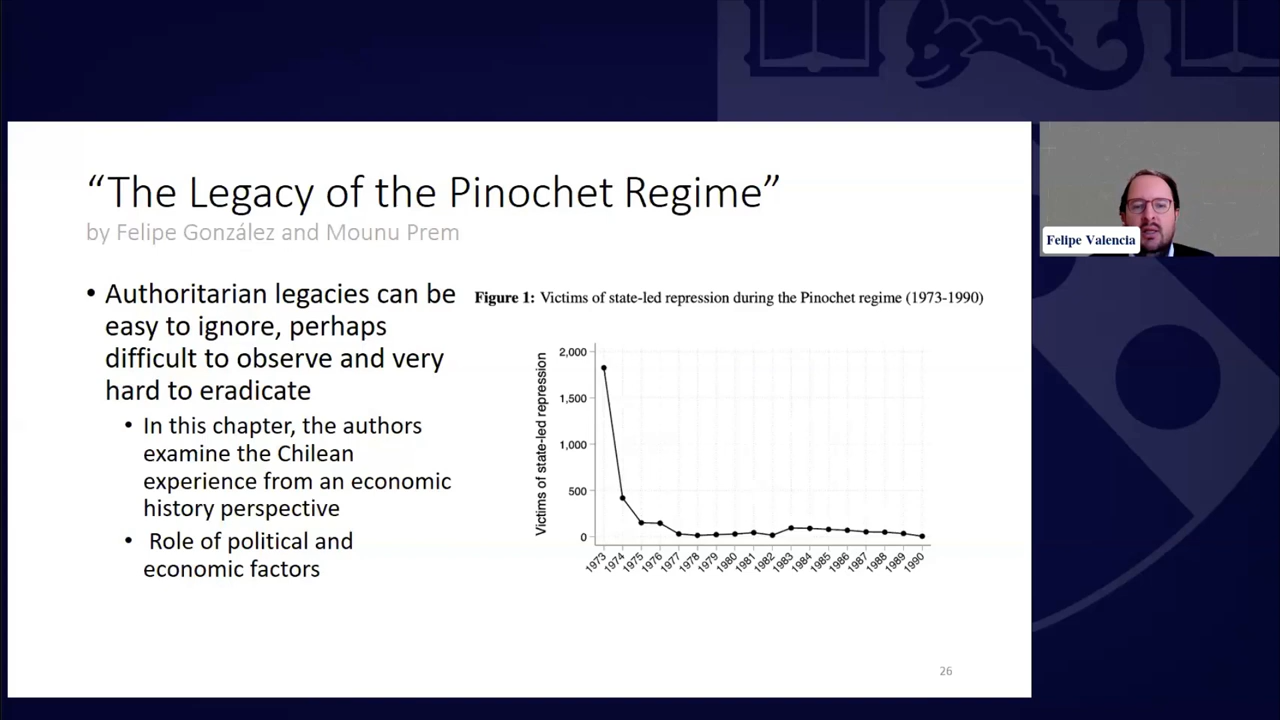 “The Legacy of the Pinochet Regime”
by Felipe González and Mounu Prem
• Authoritarian legacies can be
easy to ignore, perhaps
difficult to observe and very
hard to eradicate
• In this chapter, the authors
examine the Chilean
experience from an economic
history perspective
• Role of political and
economic factors
Figure 1: Victims of state-led repression during the Pinochet regime (1973-1990)
Victims of state-led repression
2,000
1,500
1,000
500
0
1973 1974 1975 1976 1977 1978 1979 1980 1981 1982 1983 1984 1985 1986 1987 1988 1989 1990
26
Felipe Valencia